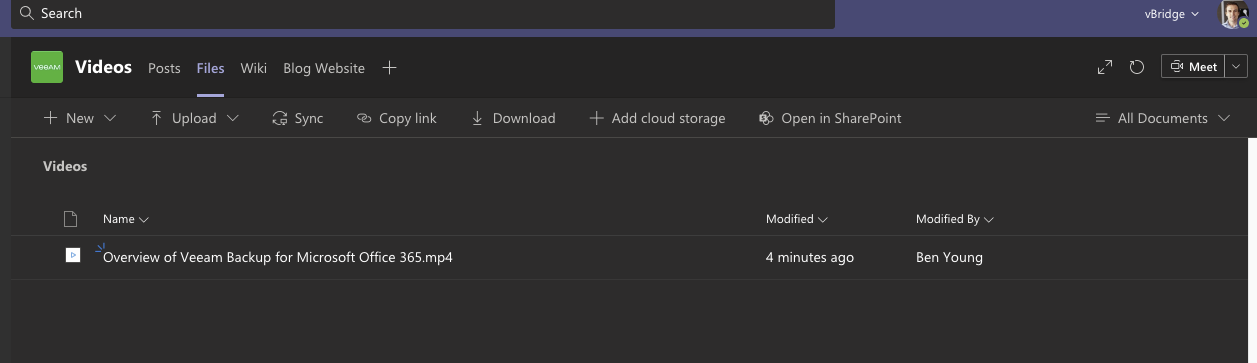 Search
vBridge
veeam
Videos Posts Files Wiki Blog Website
Meet
New Upload Sync Copy link Download Add cloud storage Open in SharePoint All Documents
Videos
Name Modified Modified By
Overview of Veeam Backup for Microsoft Office 365.mp4 4 minutes ago Ben Young